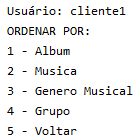 Usuário: cliente1
ORDENAR POR:
1 - Album
2 - Musica
3 - Genero Musical
4 - Grupo
5 - Voltar